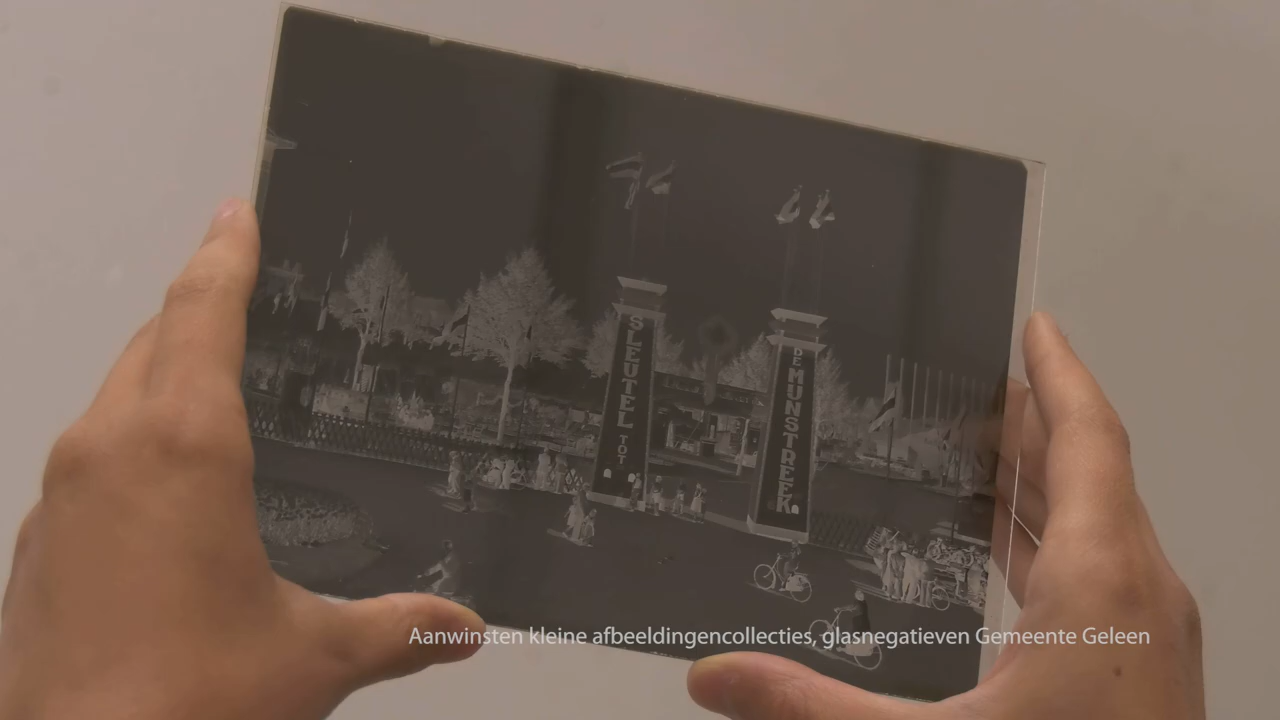 SLEUTEL TOT
DE MUNSTREEK
Aanwinsten kleine afbeeldingencollecties, glasnegatieven Gemeente Geleen